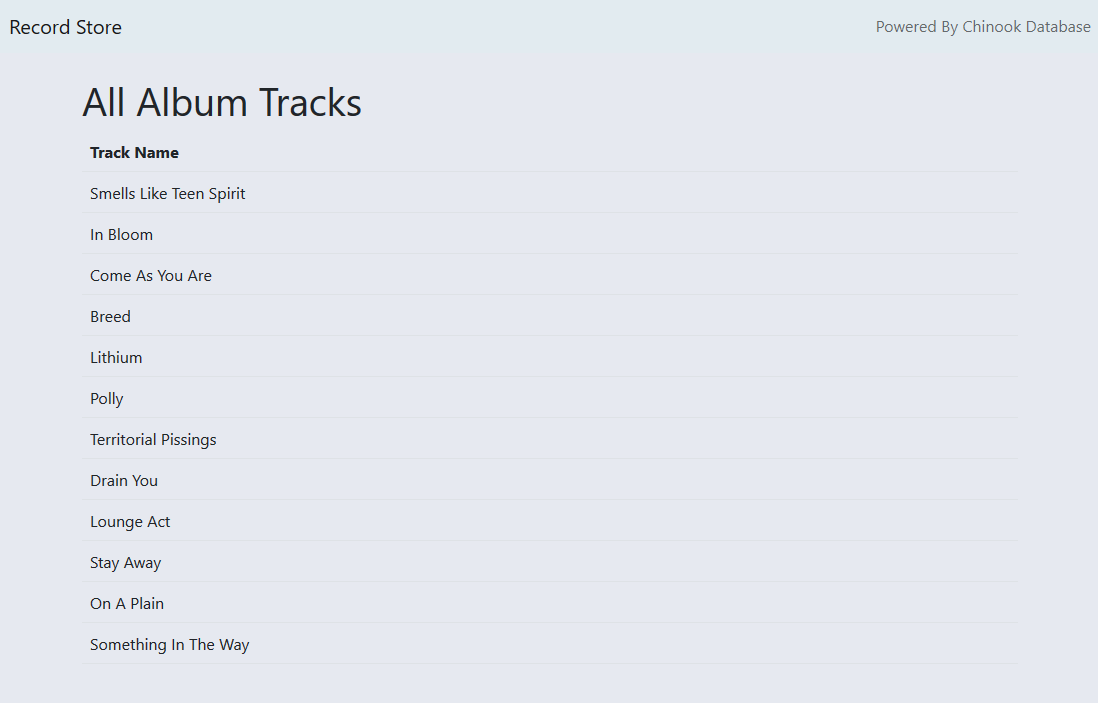 Record Store
Powered By Chinook Database
All Album Tracks
Track Name
Smells Like Teen Spirit
In Bloom
Come As You Are
Breed
Lithium
Polly
Territorial Pissings
Drain You
Lounge Act
Stay Away
On A Plain
Something In The Way